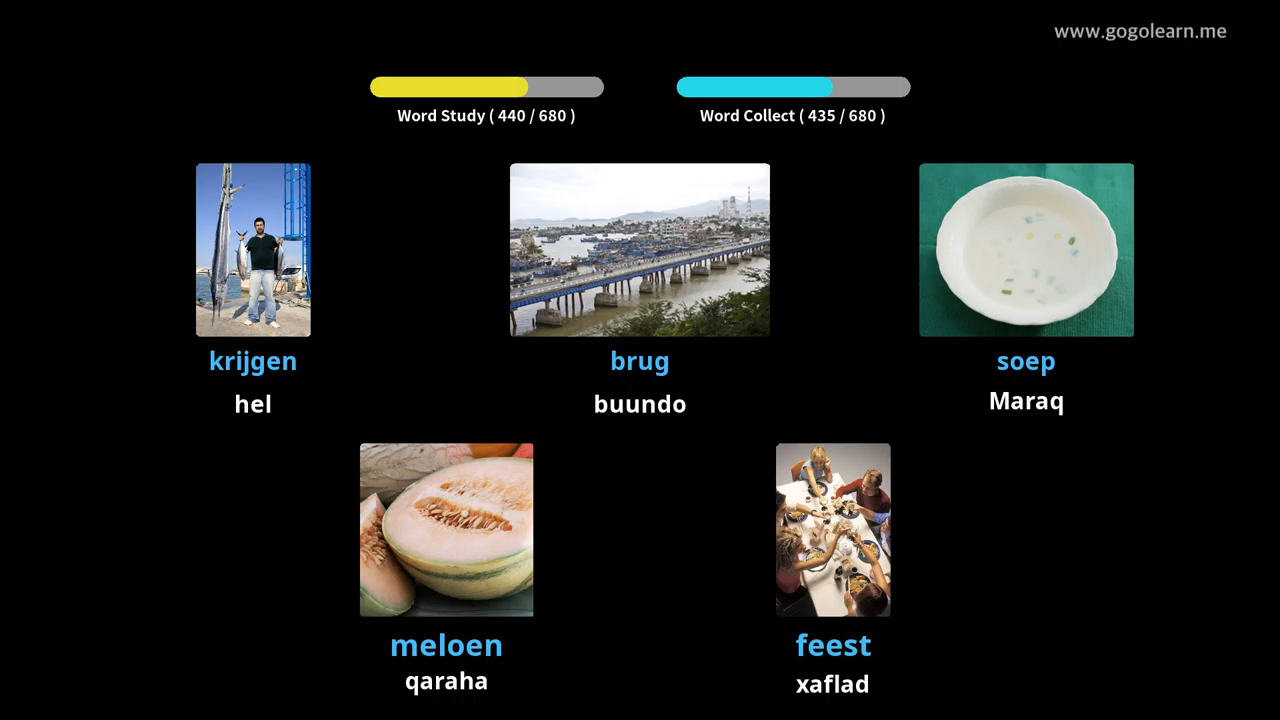 www.gogolearn.me
Word Study ( 440 / 680 )
Word Collect ( 435 / 680 )
krijgen
hel
brug
buundo
soep
Maraq
meloen
qaraha
feest
xaflad